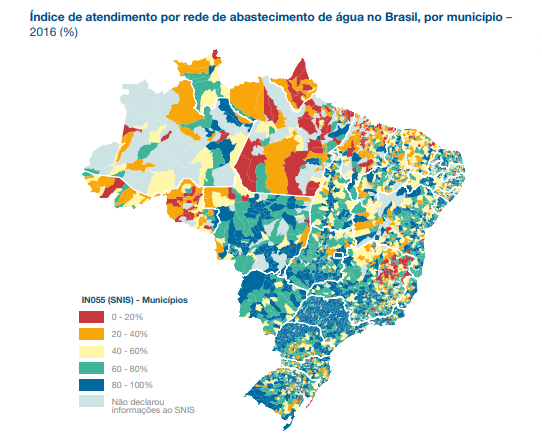 Índice de atendimento por rede de abastecimento de água no Brasil, por município –
2016 (%)
IN055 (SNIS) - Municípios
0 - 20%
20 - 40%
40 - 60%
60 - 80%
80 - 100%
Não declarou
informações ao SNIS